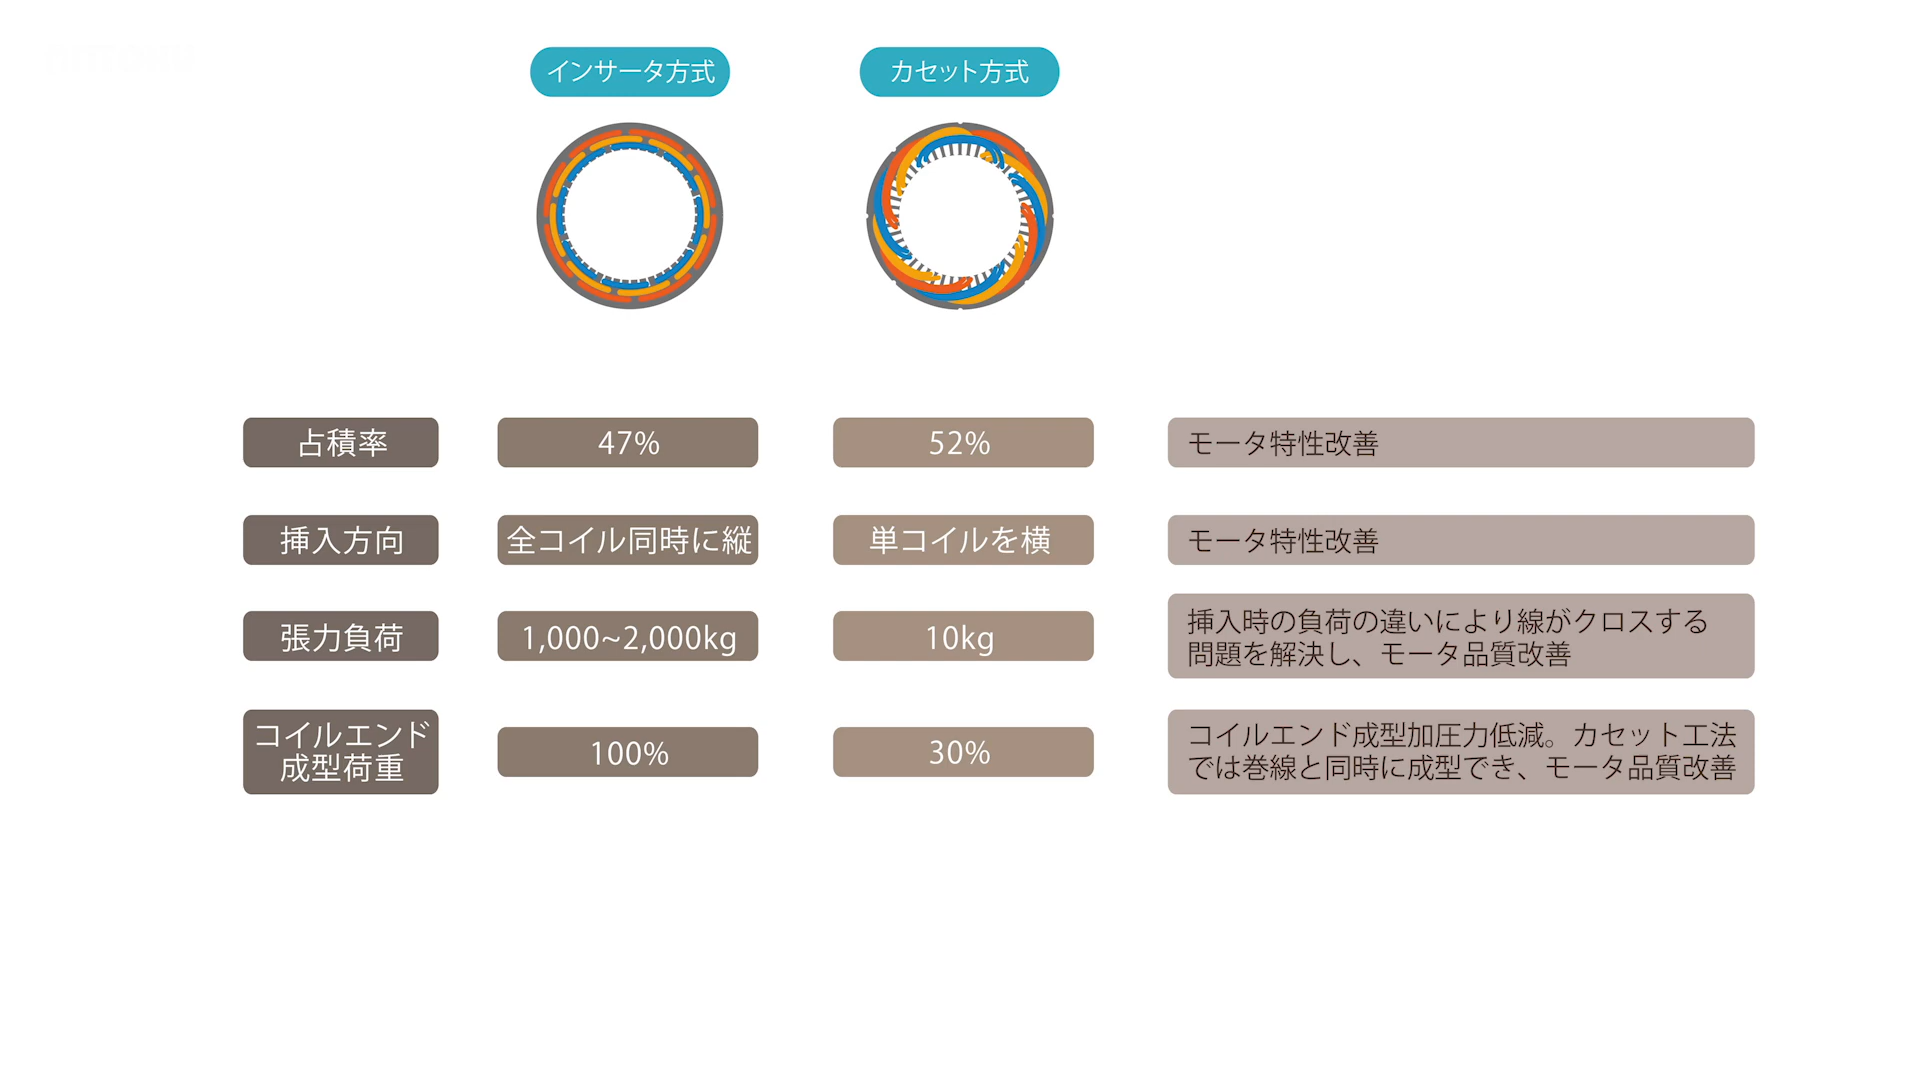 インサータ方式
カセット方式
占積率
47%
52%
モータ特性改善
挿入方向
全コイル同時に縦
単コイルを横
モータ特性改善
張力負荷
1,000~2,000kg
10kg
挿入時の負荷の違いにより線がクロスする
問題を解決し、モータ品質改善
コイルエンド
成型荷重
100%
30%
コイルエンド成型加圧力低減。カセット工法
では巻線と同時に成型でき、モータ品質改善